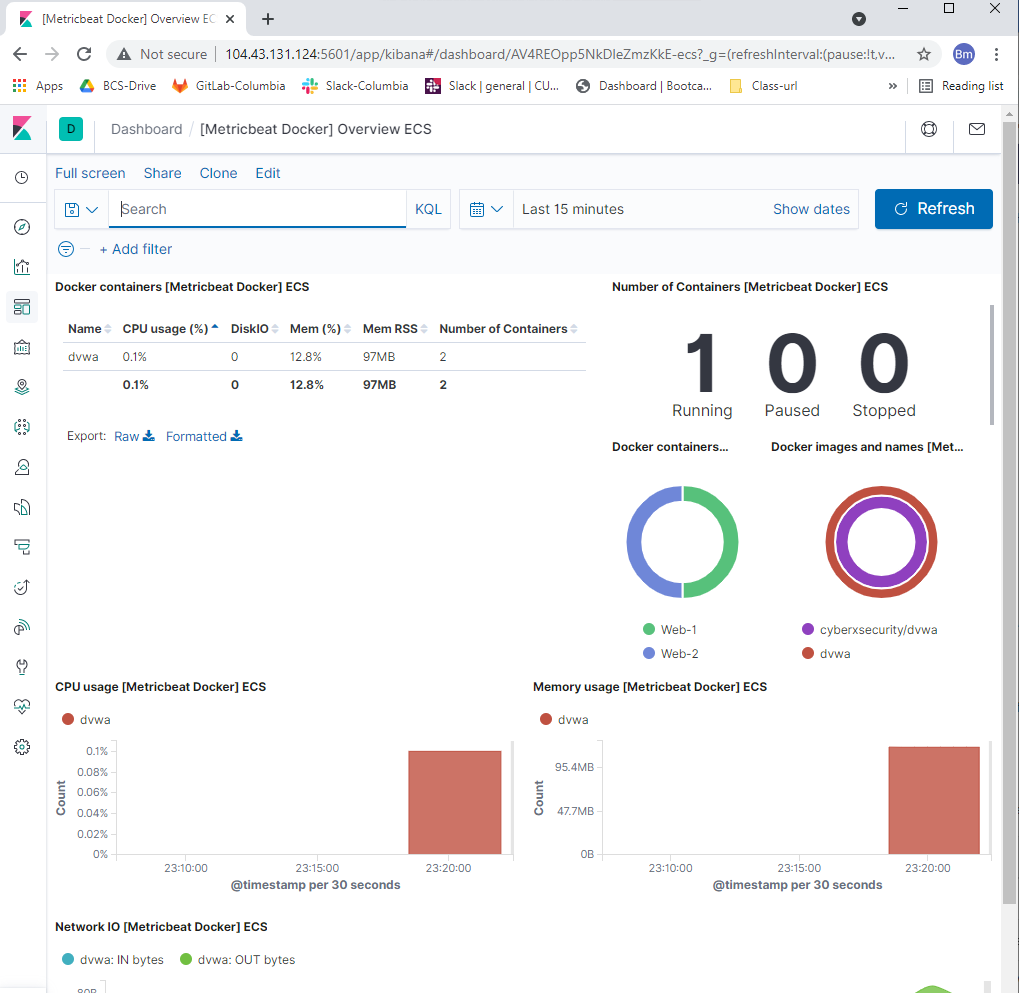 [Metricbeat Docker] Overview EC
Not secure
104.43.131.124:5601/app/kibana#/dashboard/AV4REOpp5NkDleZmzKkE-ecs?_g=(refreshInterval:(pause:!t,v...
Bm
Apps BCS-Drive GitLab-Columbia Slack-Columbia Slack | general | CU... Dashboard | Bootca... Class-url » Reading list
D Dashboard / [Metricbeat Docker] Overview ECS
Full screen Share Clone Edit
Search KQL Last 15 minutes Show dates Refresh
+ Add filter
Docker containers [Metricbeat Docker] ECS
Name CPU usage (%) DiskIO Mem (%) Mem RSS Number of Containers
dvwa 0.1% 0 12.8% 97MB 2
0.1% 0 12.8% 97MB 2
Export: Raw Formatted
Number of Containers [Metricbeat Docker] ECS
1 0 0
Running Paused Stopped
Docker containers...
Web-1
Web-2
Docker images and names [Met...
cyberxsecurity/dvwa
dvwa
CPU usage [Metricbeat Docker] ECS
dvwa
0.1%
0.08%
0.06%
0.04%
0.02%
0%
Count
23:10:00 23:15:00 23:20:00
@timestamp per 30 seconds
Memory usage [Metricbeat Docker] ECS
dvwa
95.4MB
47.7MB
0B
Count
23:10:00 23:15:00 23:20:00
@timestamp per 30 seconds
Network IO [Metricbeat Docker] ECS
dvwa: IN bytes dvwa: OUT bytes
80B